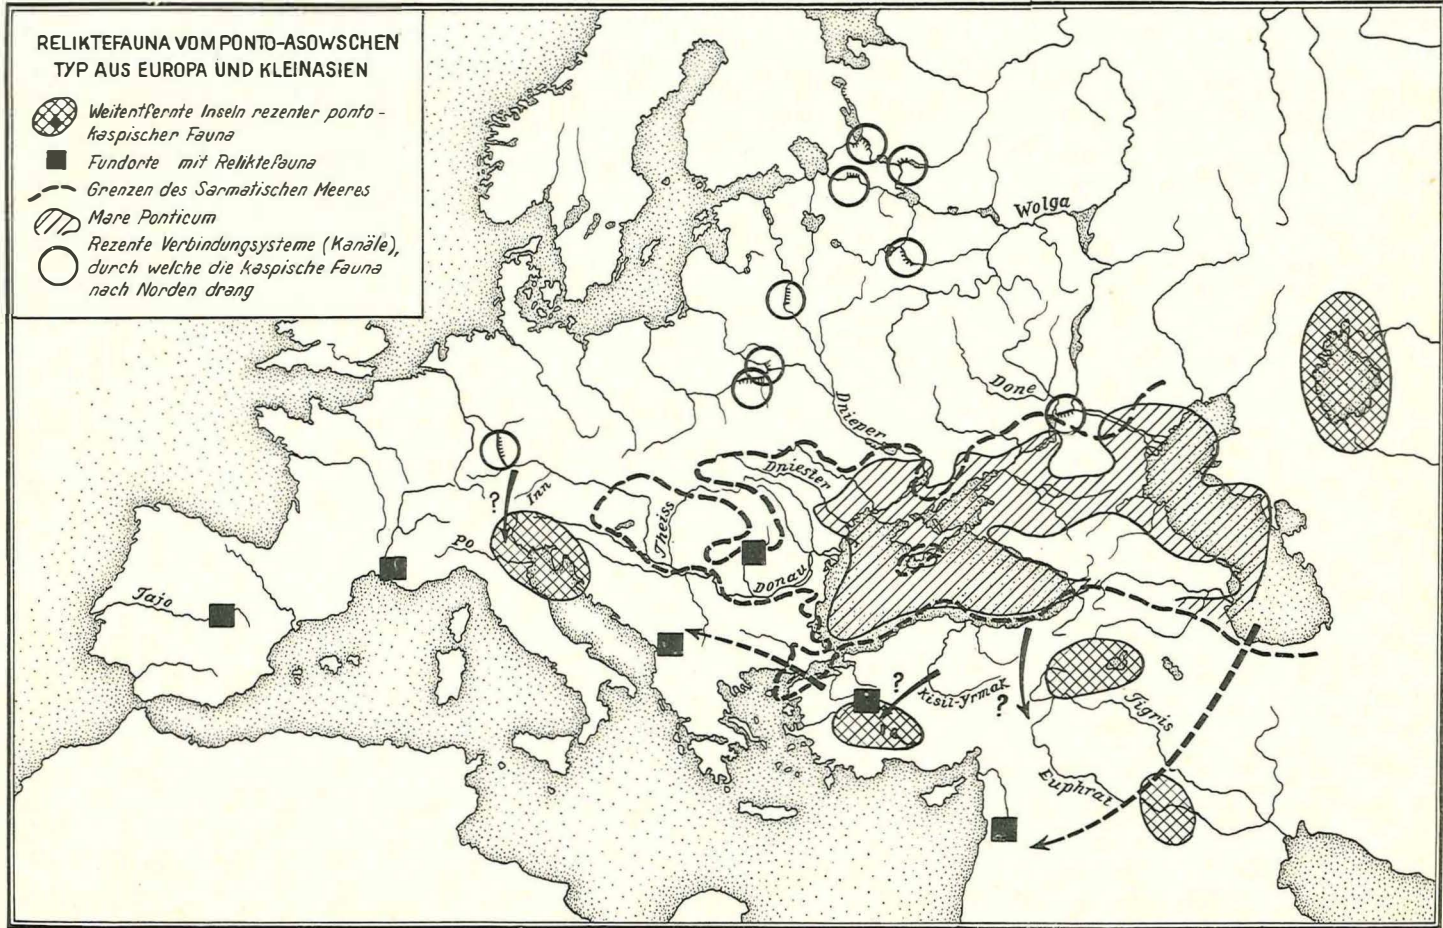 RELIKTEFAUNA VOM PONTO-ASOWSCHEN
TYP AUS EUROPA UND KLEINASIEN
Weitentfernte Inseln rezenter ponto-
kaspischer Fauna
Fundorte mit Reliktefauna
Grenzen des Sarmatischen Meeres
Mare Ponticum
Rezente Verbindungsysteme (Kanäle),
durch welche die kaspische Fauna
nach Norden drang
Wolga
Done
Dnieper
Dniester
Inn
?
Theiss
Po
Donau
Tajo
?
Kisil-Yrmak
?
Tigris
Euphrat